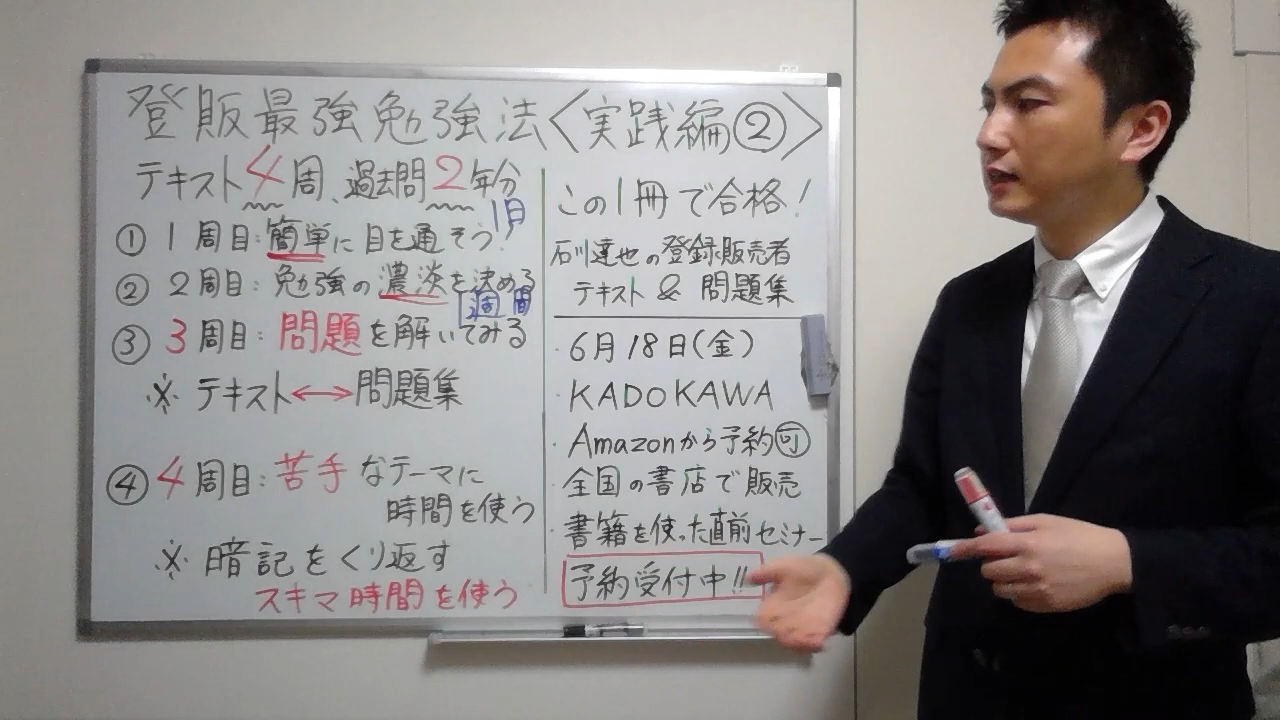 登販最強勉強法〈実践編②〉
テキスト4周、過去問2年分
① 1周目:簡単に目を通そう!
1日
② 2周目:勉強の濃淡を決める
2週間
③ 3周目:問題を解いてみる
※ テキスト↔問題集
④ 4周目:苦手なテーマに
時間を使う
※ 暗記をくり返す
スキマ時間を使う
この1冊で合格!
石川達也の登録販売者
テキスト & 問題集
・6月18日(金)
・KADOKAWA
・Amazonから予約㊢
・全国の書店で販売
・書籍を使った直前セミナー
予約受付中!!